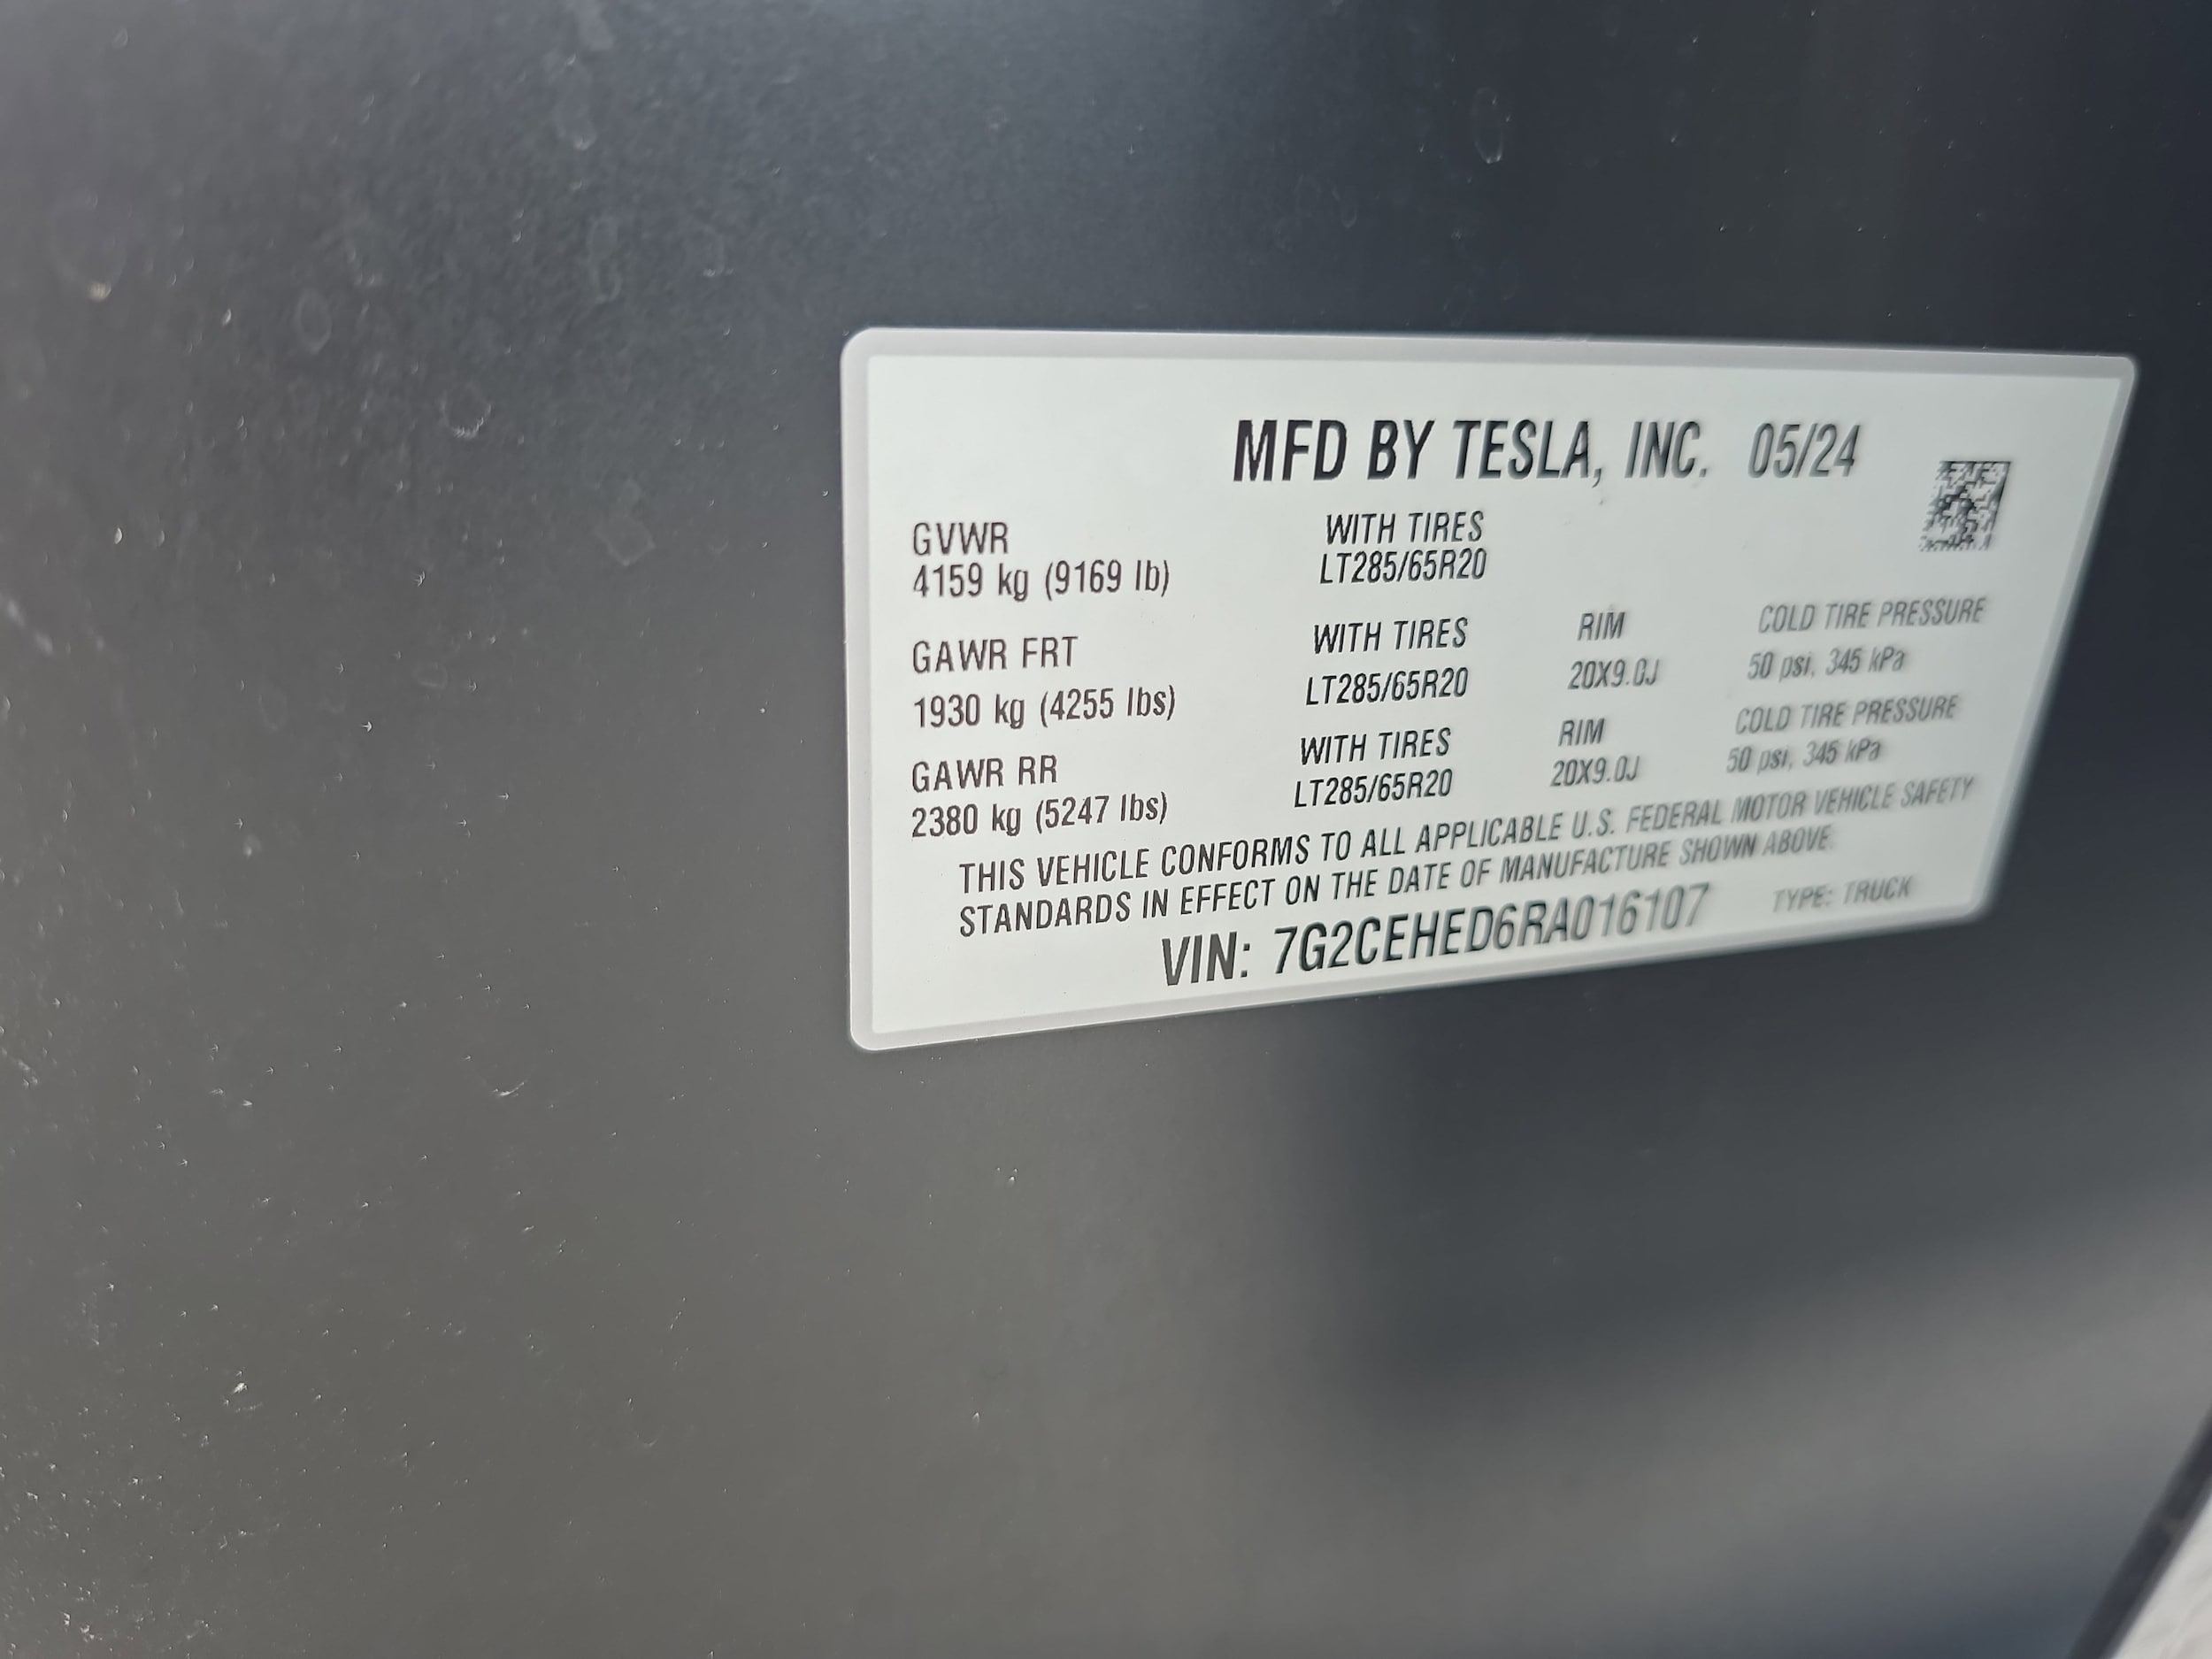 MFD BY TESLA, INC. 05/24
GVWR
4159 kg (9169 lb)
WITH TIRES
LT285/65R20
GAWR FRT
1930 kg (4255 lbs)
WITH TIRES
LT285/65R20
RIM
20X9.0J
COLD TIRE PRESSURE
50 psi, 345 kPa
GAWR RR
2380 kg (5247 lbs)
WITH TIRES
LT285/65R20
RIM
20X9.0J
COLD TIRE PRESSURE
50 psi, 345 kPa
THIS VEHICLE CONFORMS TO ALL APPLICABLE U.S. FEDERAL MOTOR VEHICLE SAFETY
STANDARDS IN EFFECT ON THE DATE OF MANUFACTURE SHOWN ABOVE.
VIN: 7G2CEHED6RA016107 TYPE: TRUCK